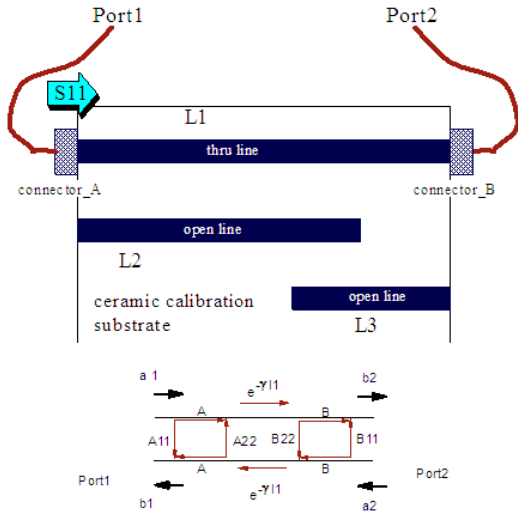 Port1 Port2
S11
L1
thru line
connector_A connector_B
open line
L2
open line
ceramic calibration
substrate
L3
a 1 e-γl1 b2
A B
A11 A22 B22 B11
A B
Port1 Port2
b1 e-γl1 a2